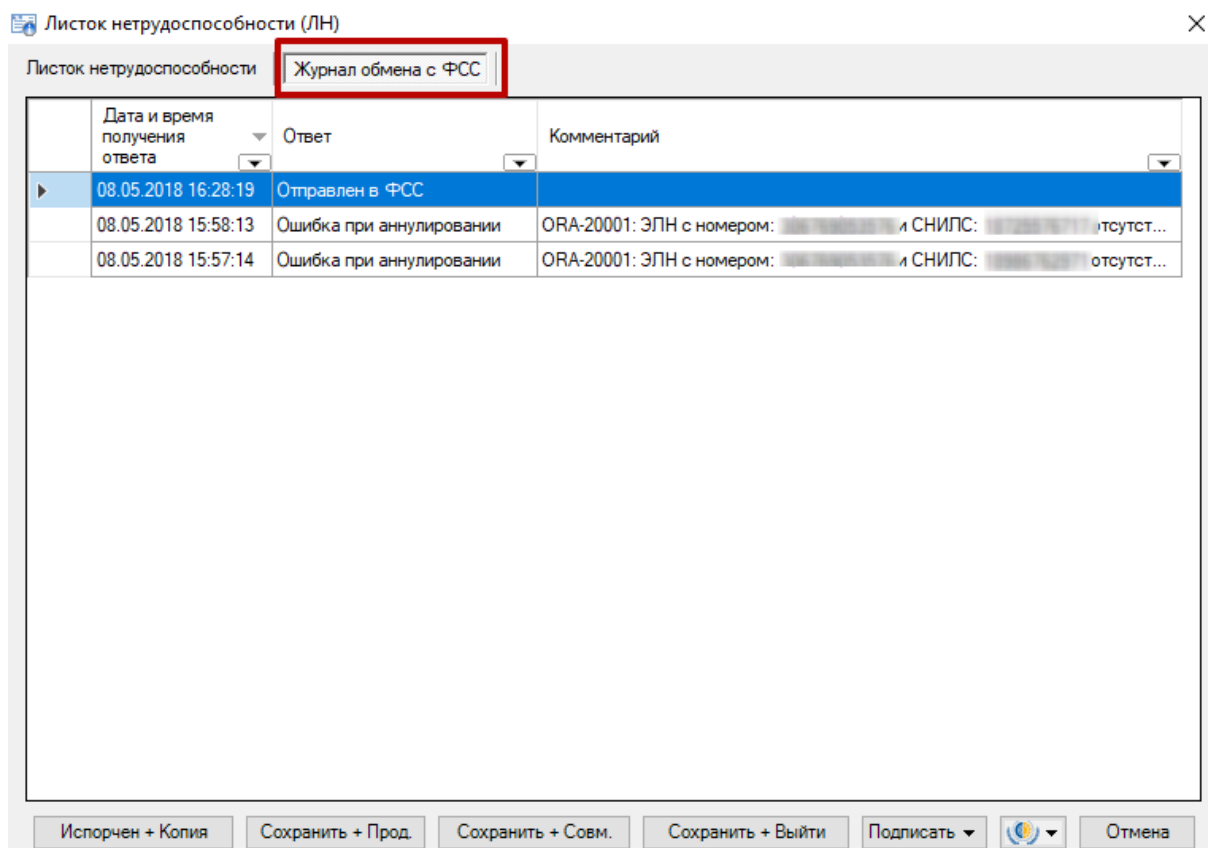 Листок нетрудоспособности (ЛН)
Листок нетрудоспособности Журнал обмена с ФСС
Дата и время
получения
ответа
Ответ
Комментарий
08.05.2018 16:28:19 Отправлен в ФСС
08.05.2018 15:58:13 Ошибка при аннулировании ORA-20001: ЭЛН с номером: и СНИЛС: отсутст...
08.05.2018 15:57:14 Ошибка при аннулировании ORA-20001: ЭЛН с номером: и СНИЛС: отсутст...
Испорчен + Копия Сохранить + Прод. Сохранить + Совм. Сохранить + Выйти Подписать Отмена